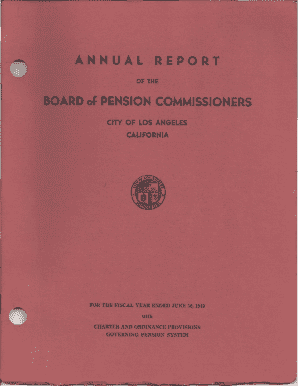 ANNUAL REPORT
OF THE
BOARD of PENSION COMMISSIONERS
CITY OF LOS ANGELES
CALIFORNIA
FOR THE FISCAL YEAR ENDED JUNE 30,
WITH
CHARTER AND ORDINANCE PROVISIONS
GOVERNING PENSION SYSTEM